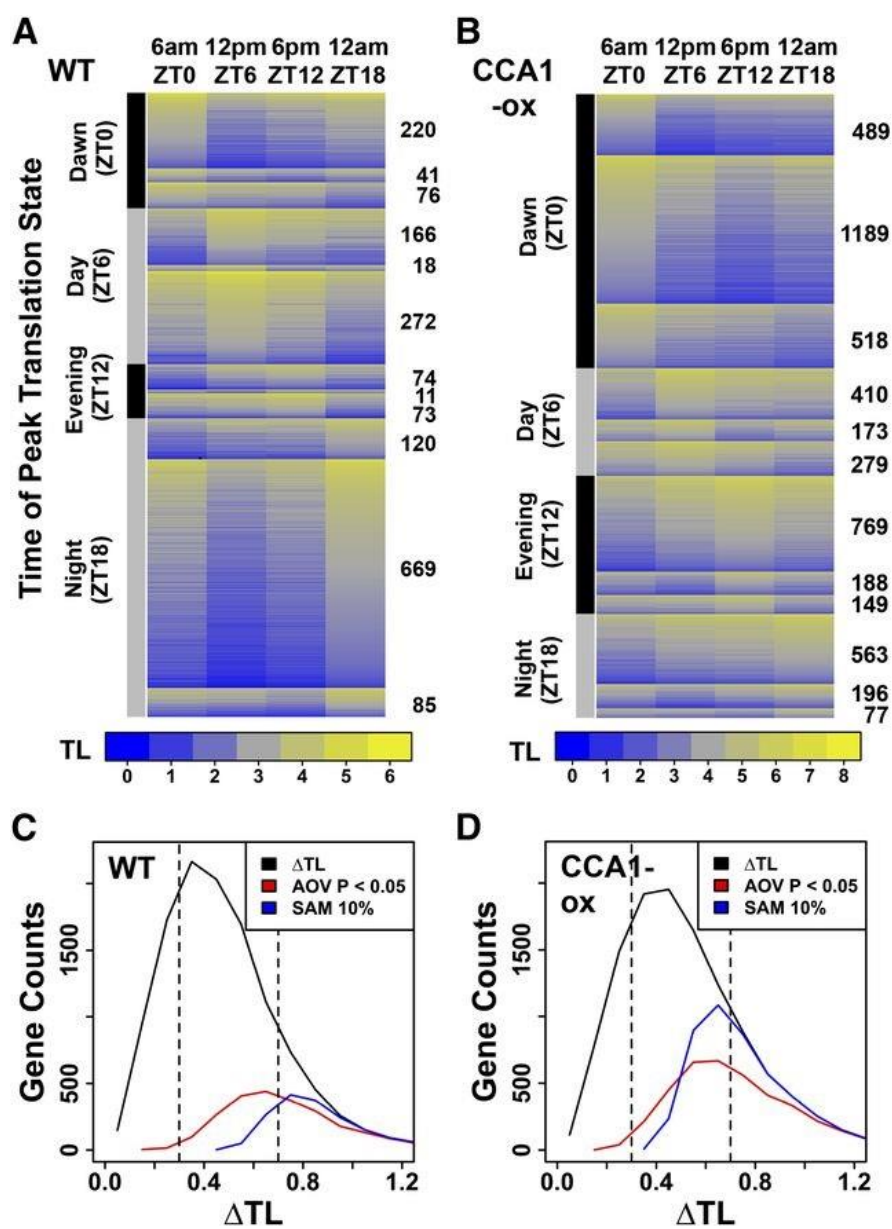 A
WT
6am 12pm 6pm 12am
ZT0 ZT6 ZT12 ZT18
Time of Peak Translation State
Dawn
(ZT0)
Day
(ZT6)
Evening
(ZT12)
Night
(ZT18)
220
41
76
166
18
272
74
11
73
120
669
85
TL
0 1 2 3 4 5 6
B
CCA1
-ox
6am 12pm 6pm 12am
ZT0 ZT6 ZT12 ZT18
Dawn
(ZT0)
Day
(ZT6)
Evening
(ZT12)
Night
(ZT18)
489
1189
518
410
173
279
769
188
149
563
196
77
TL
0 1 2 3 4 5 6 7 8
C
WT
ΔTL
AOV P < 0.05
SAM 10%
Gene Counts
1500
500
0
0.0 0.4 0.8 1.2
ΔTL
D
CCA1-
ox
ΔTL
AOV P < 0.05
SAM 10%
Gene Counts
1500
500
0
0.0 0.4 0.8 1.2
ΔTL